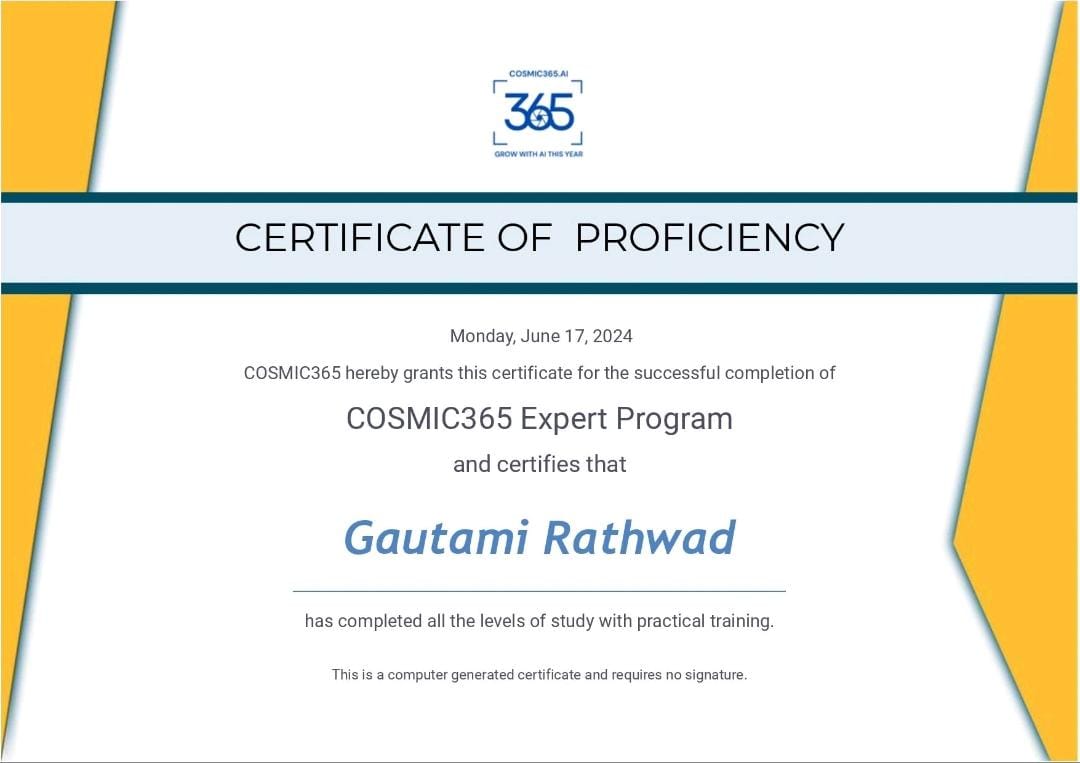 COSMIC365.AI
365
GROW WITH AI THIS YEAR
CERTIFICATE OF PROFICIENCY
Monday, June 17, 2024
COSMIC365 hereby grants this certificate for the successful completion of
COSMIC365 Expert Program
and certifies that
Gautami Rathwad
has completed all the levels of study with practical training.
This is a computer generated certificate and requires no signature.